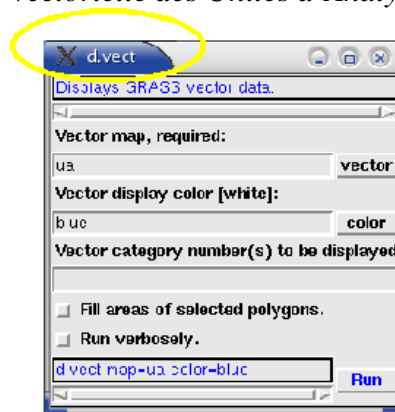 d.vect
Displays GRASS vector data.
Vector map, required:
ua
vector
Vector display color [white]:
blue
color
Vector category number(s) to be displayed
Fill areas of selected polygons.
Run verbosely.
d.vect map=ua color=blue
Run